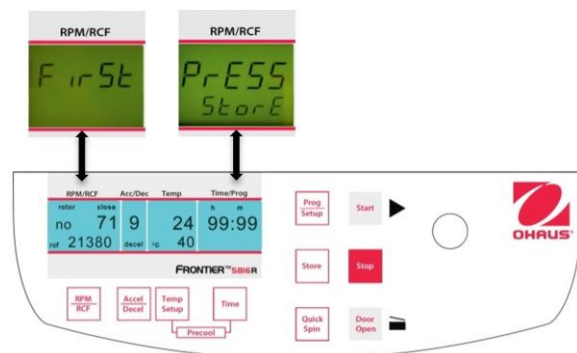 RPM/RCF
FirSt
RPM/RCF
PrESS
StorE
RPM/RCF Acc/Dec Temp Time/Prog
rotor close h m
no 71 9 24 99:99
rcf 21380 decel °C 40
FRONTIER™ 5816R
RPM
RCF
Accel
Decel
Temp
Setup
Time
Precool
Prog
Setup
Start
Store
Stop
Quick
Spin
Door
Open
OHAUS®